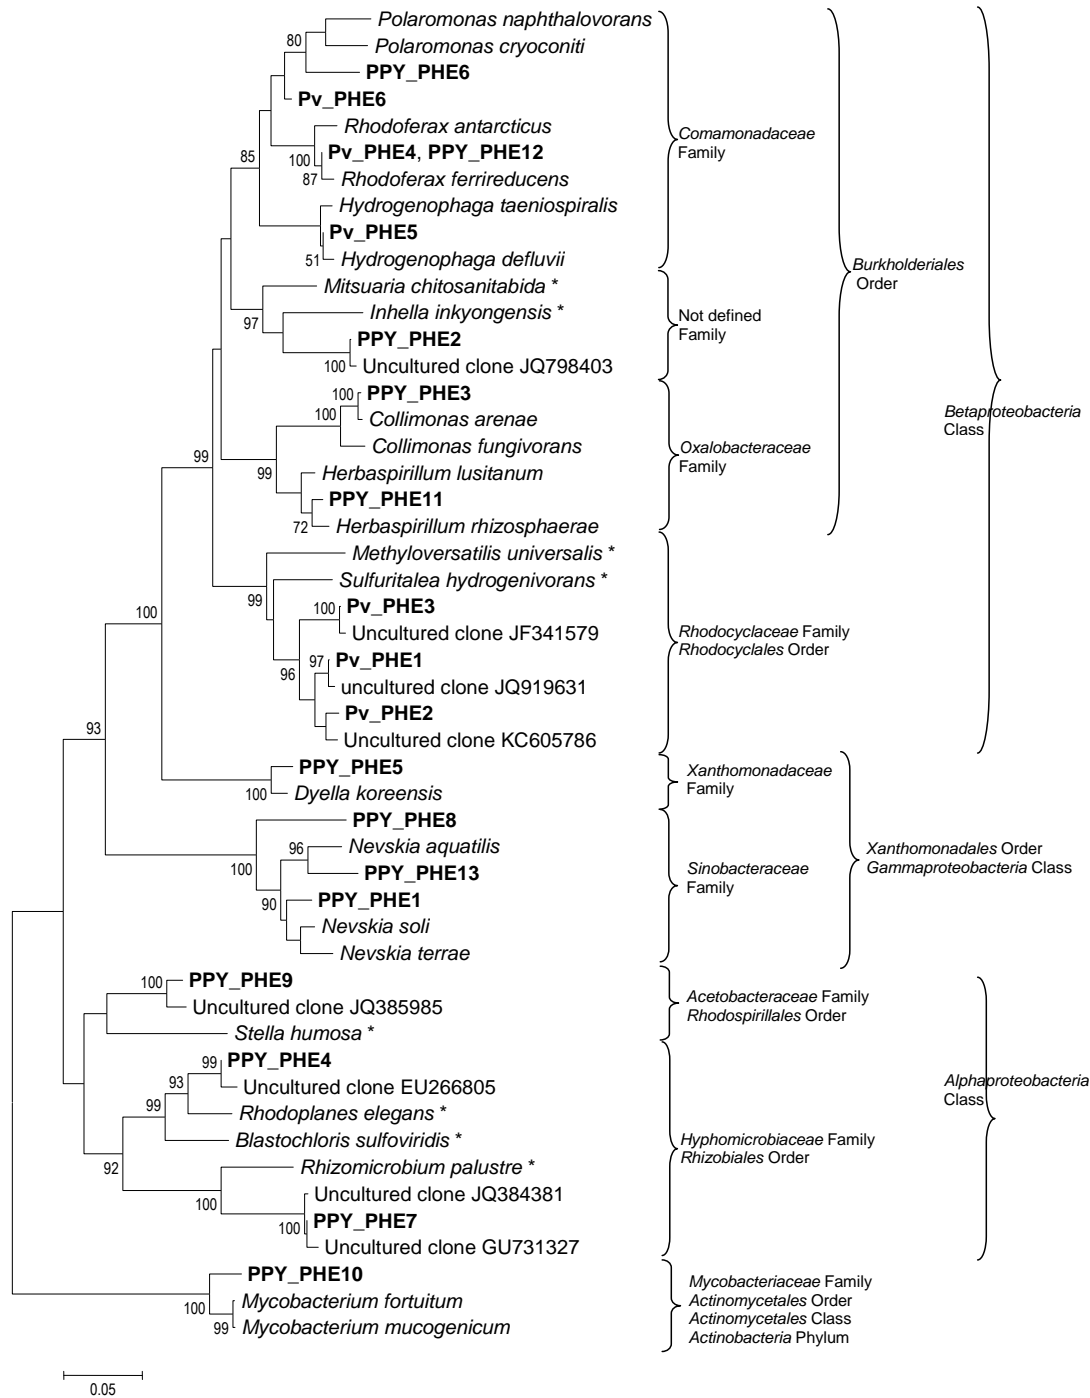 Polaromonas naphthalovorans
80
Polaromonas cryoconiti
PPY_PHE6
Pv_PHE6
Rhodoferax antarcticus
Comamonadaceae
Family
85
100
Pv_PHE4, PPY_PHE12
87
Rhodoferax ferrireducens
Hydrogenophaga taeniospiralis
Pv_PHE5
51
Hydrogenophaga defluvii
Burkholderiales
Order
Mitsuaria chitosanitabida *
Inhella inkyongensis *
97
Not defined
Family
PPY_PHE2
100
Uncultured clone JQ798403
100
PPY_PHE3
100
Collimonas arenae
Betaproteobacteria
Class
Collimonas fungivorans
Oxalobacteraceae
Family
99
99
Herbaspirillum lusitanum
PPY_PHE11
72
Herbaspirillum rhizosphaerae
Methyloversatilis universalis *
Sulfuritalea hydrogenivorans *
99
100
100
Pv_PHE3
Uncultured clone JF341579
Rhodocyclaceae Family
Rhodocyclales Order
97
Pv_PHE1
96
uncultured clone JQ919631
Pv_PHE2
93
Uncultured clone KC605786
PPY_PHE5
Xanthomonadaceae
Family
100
Dyella koreensis
PPY_PHE8
96
Nevskia aquatilis
Xanthomonadales Order
Gammaproteobacteria Class
100
PPY_PHE13
Sinobacteraceae
Family
90
PPY_PHE1
Nevskia soli
Nevskia terrae
100
PPY_PHE9
Uncultured clone JQ385985
Acetobacteraceae Family
Rhodospirillales Order
Stella humosa *
99
PPY_PHE4
93
Uncultured clone EU266805
Alphaproteobacteria
Class
99
Rhodoplanes elegans *
Blastochloris sulfoviridis *
Hyphomicrobiaceae Family
Rhizobiales Order
92
Rhizomicrobium palustre *
100
Uncultured clone JQ384381
100
PPY_PHE7
Uncultured clone GU731327
PPY_PHE10
Mycobacteriaceae Family
Actinomycetales Order
Actinomycetales Class
Actinobacteria Phylum
100
Mycobacterium fortuitum
99
Mycobacterium mucogenicum
0.05